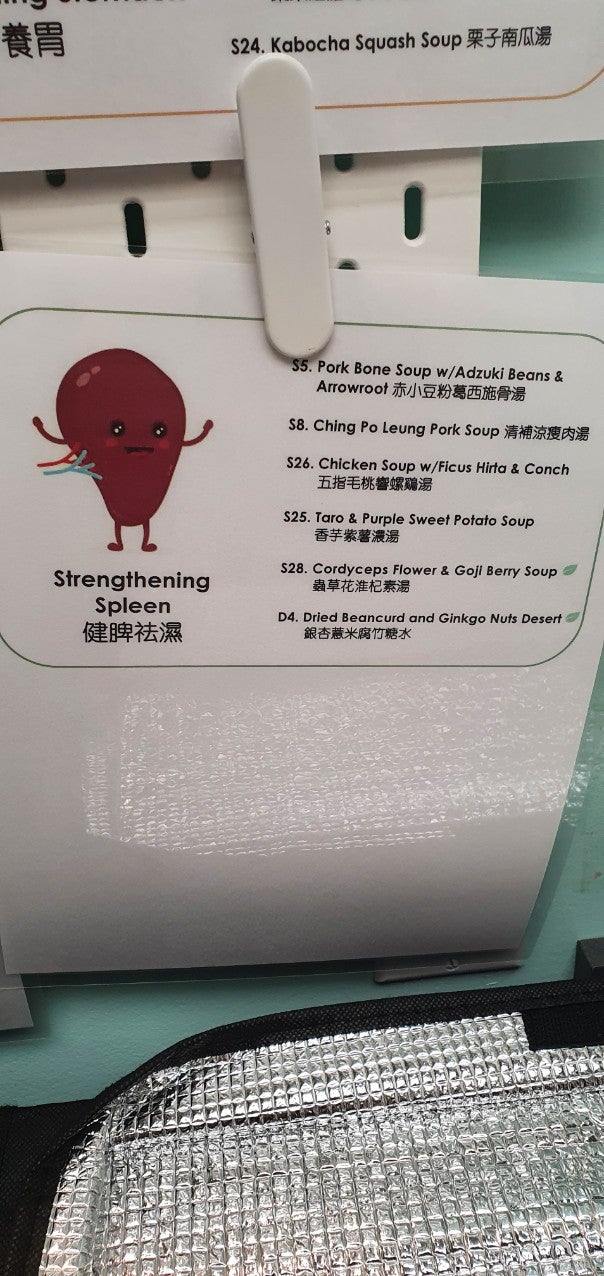 養胃
S24. Kabocha Squash Soup 栗子南瓜湯
S5. Pork Bone Soup w/Adzuki Beans &
Arrowroot 赤小豆粉葛西施骨湯
S8. Ching Po Leung Pork Soup 清補涼瘦肉湯
S26. Chicken Soup w/Ficus Hirta & Conch
五指毛桃響螺雞湯
S25. Taro & Purple Sweet Potato Soup
香芋紫薯濃湯
S28. Cordyceps Flower & Goji Berry Soup
蟲草花淮杞素湯
D4. Dried Beancurd and Ginkgo Nuts Desert
銀杏薏米腐竹糖水
Strengthening
Spleen
健脾祛濕